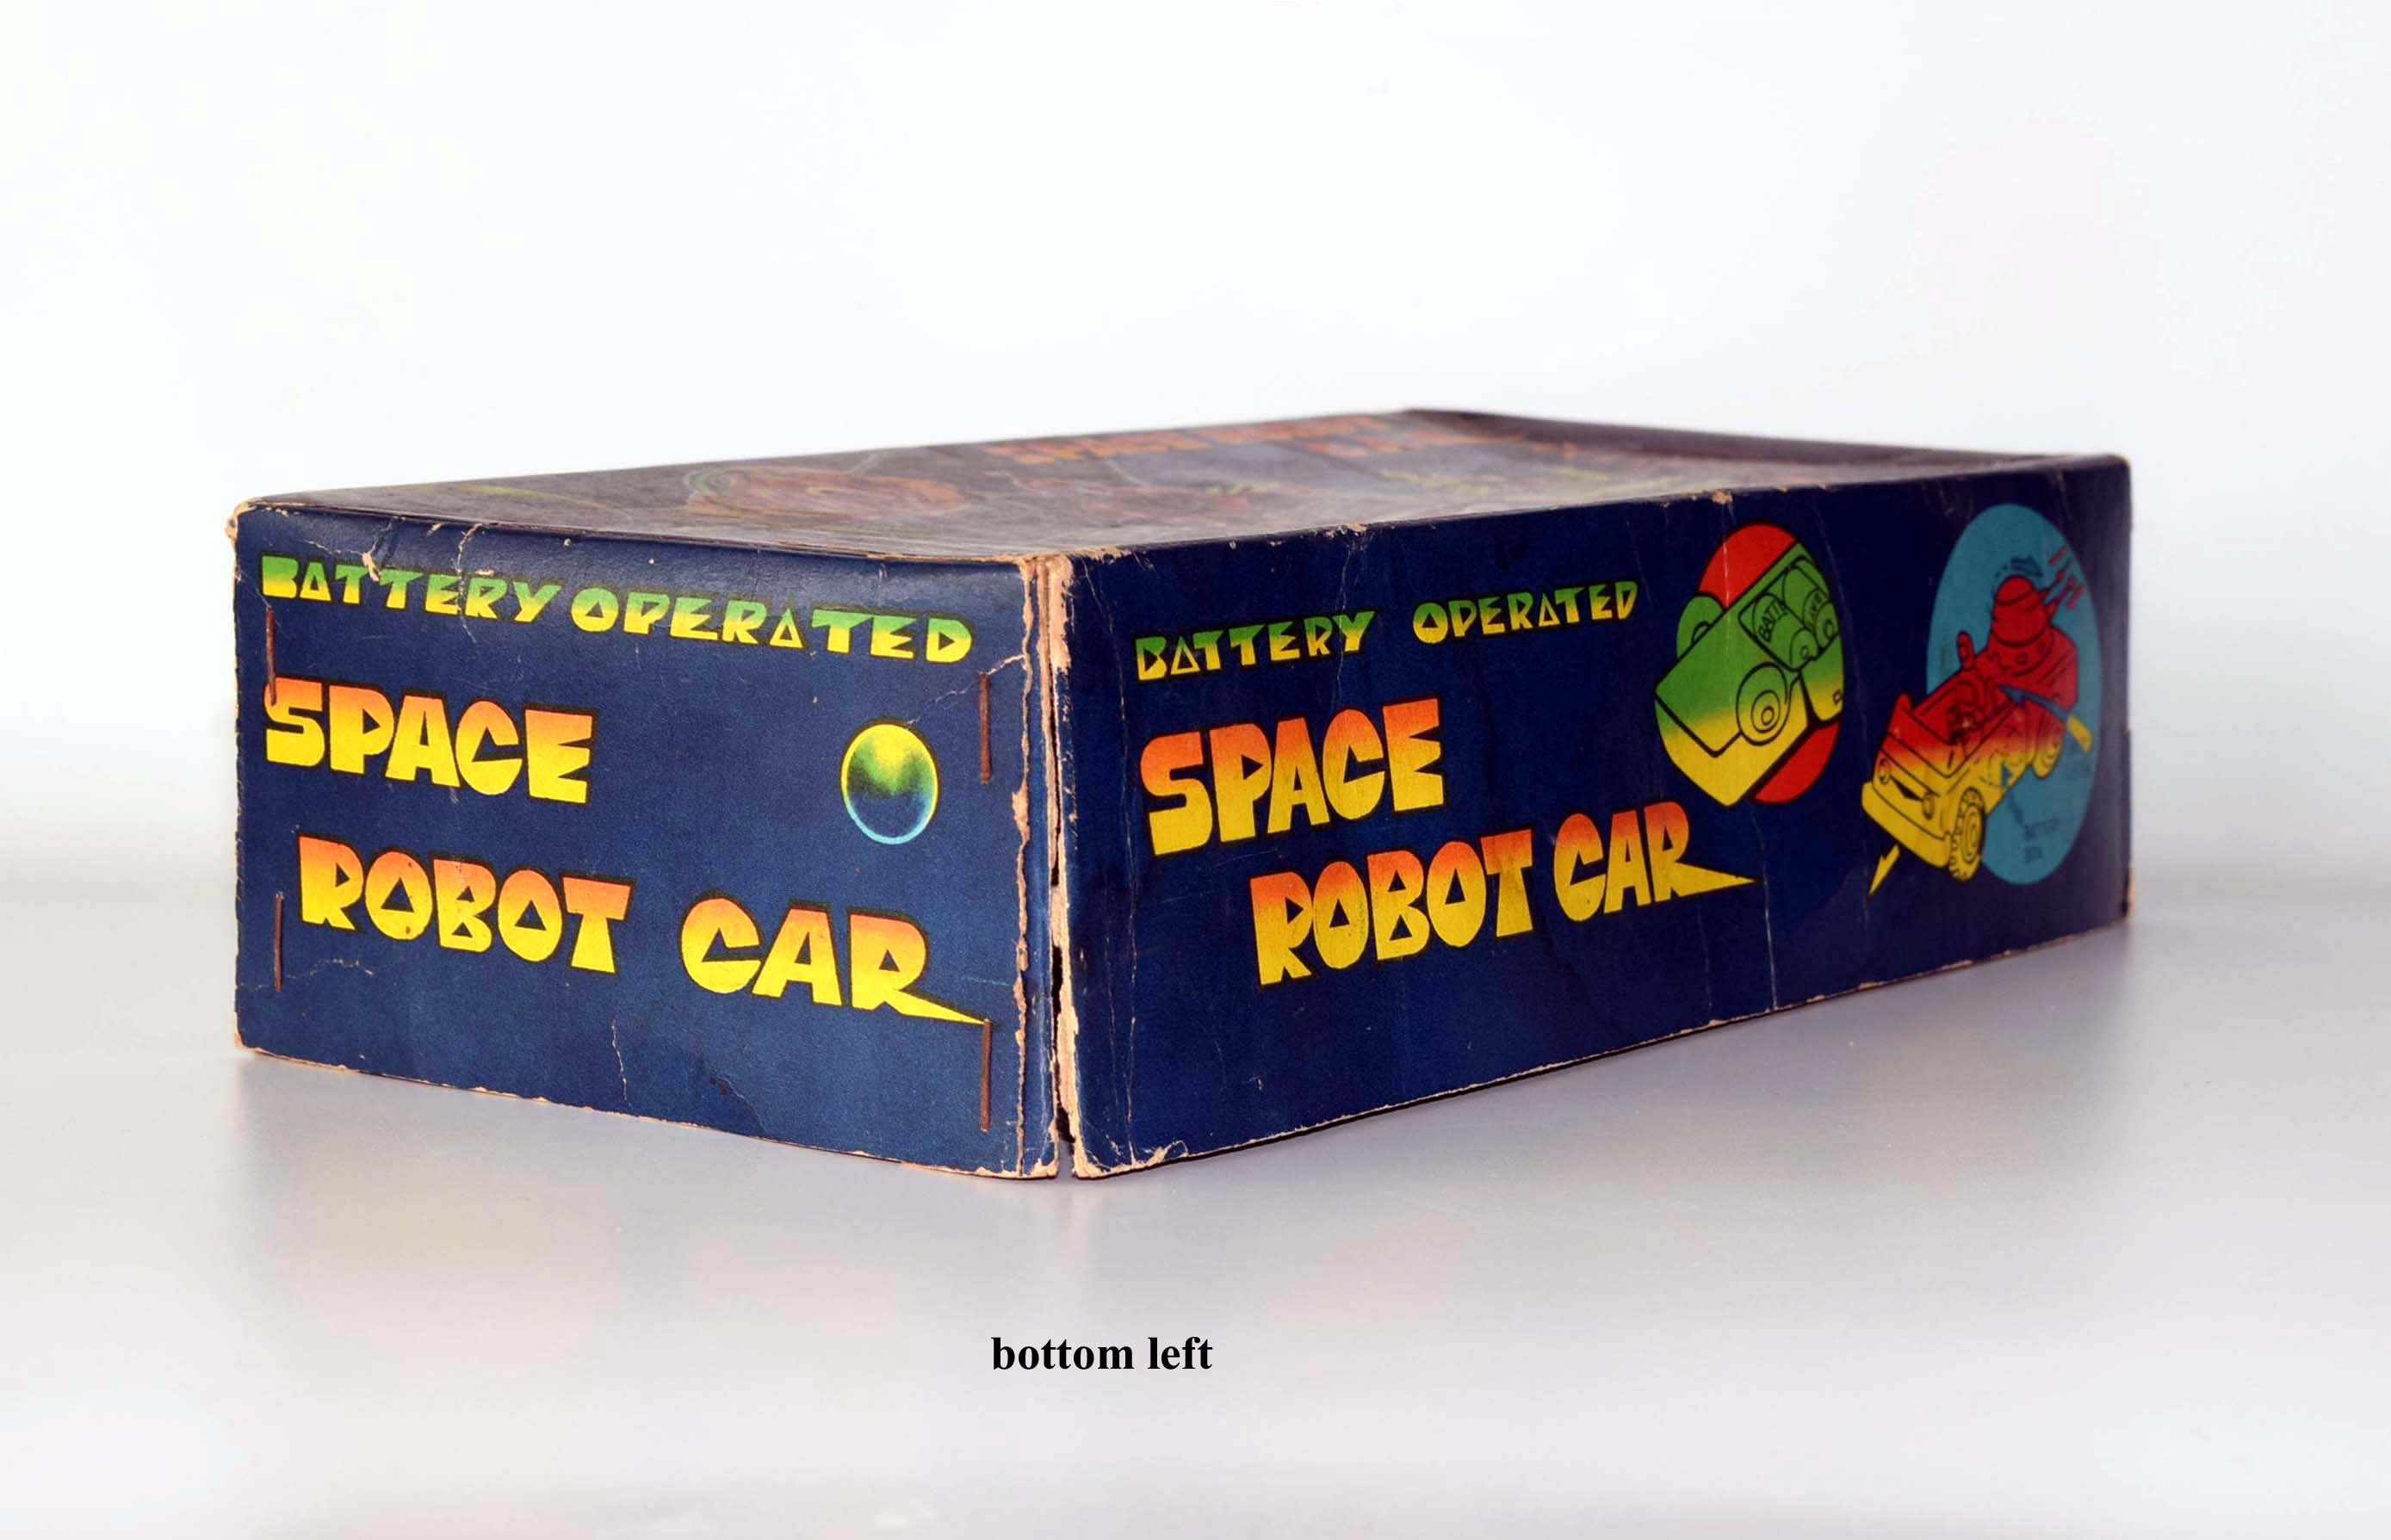 BATTERY OPERATED
SPACE
ROBOT CAR
BATTERY OPERATED
SPACE
ROBOT CAR
bottom left